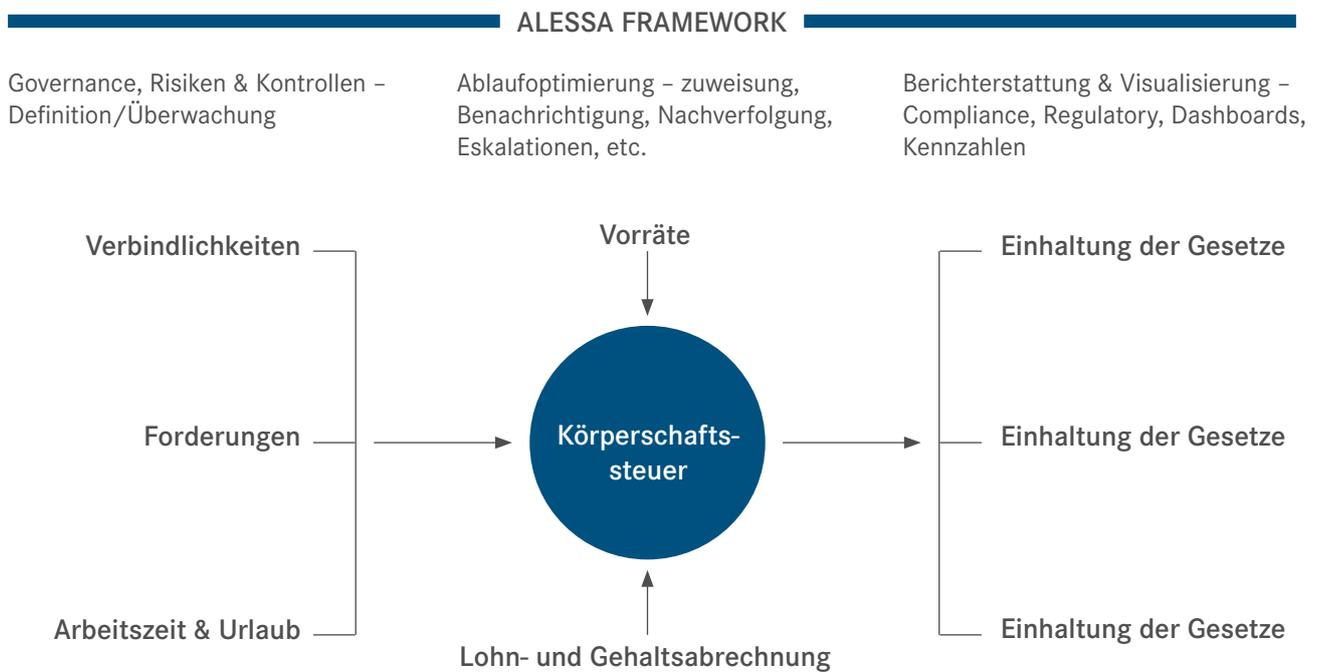 ALESSA FRAMEWORK
Governance, Risiken & Kontrollen –
Definition/Überwachung
Ablaufoptimierung – zuweisung,
Benachrichtigung, Nachverfolgung,
Eskalationen, etc.
Berichterstattung & Visualisierung –
Compliance, Regulatory, Dashboards,
Kennzahlen
Verbindlichkeiten
Forderungen
Arbeitszeit & Urlaub
Vorräte
Körperschafts-
steuer
Lohn- und Gehaltsabrechnung
Einhaltung der Gesetze
Einhaltung der Gesetze
Einhaltung der Gesetze